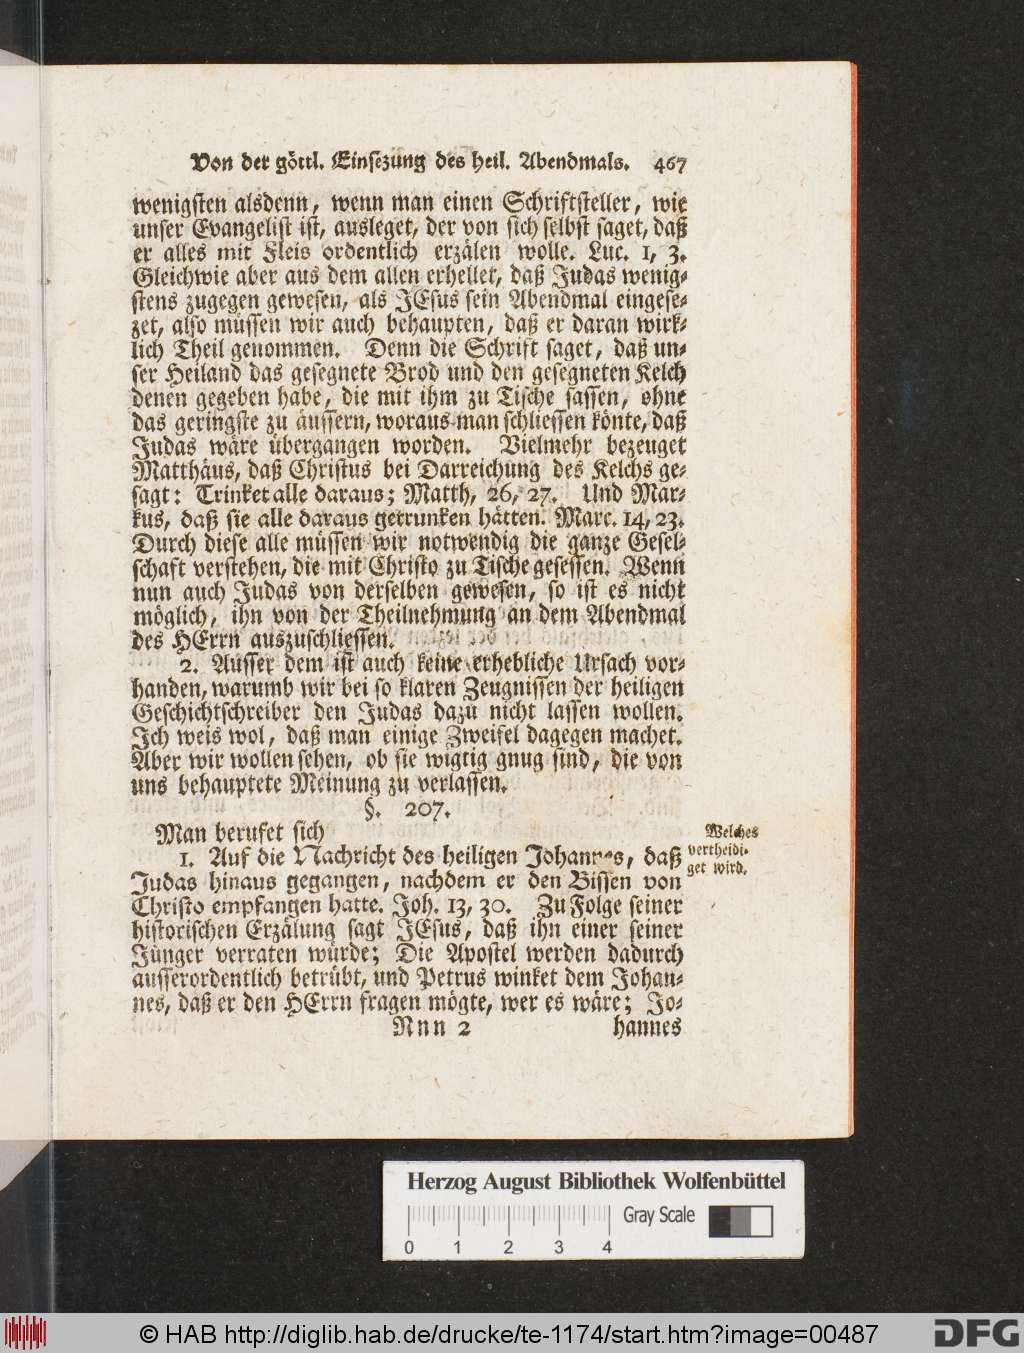 Von der göttl. Einsezung des heil. Abendmals. 467
wenigsten alsdenn, wenn man einen Schriftsteller, wie
unser Evangelist ist, ausleget, der von sich selbst saget, daß
er alles mit Fleis ordentlich erzälen wolle. Luc. 1, 3.
Gleichwie aber aus dem allen erhellet, daß Judas wenig-
stens zugegen gewesen, als JEsus sein Abendmal eingese-
zet, also müssen wir auch behaupten, daß er daran wirk-
lich Theil genommen. Denn die Schrift saget, daß un-
ser Heiland das gesegnete Brod und den gesegneten Kelch
denen gegeben habe, die mit ihm zu Tische sassen, ohne
das geringste zu äussern, woraus man schliessen könte, daß
Judas wäre übergangen worden. Vielmehr bezeuget
Matthäus, daß Christus bei Darreichung des Kelchs ge-
sagt: Trinket alle daraus; Matth, 26, 27. Und Mar-
kus, daß sie alle daraus getrunken hätten. Marc. 14, 23.
Durch diese alle müssen wir notwendig die ganze Gesel-
schaft verstehen, die mit Christo zu Tische gesessen. Wenn
nun auch Judas von derselben gewesen, so ist es nicht
möglich, ihn von der Theilnehmung an dem Abendmal
des HErrn auszuschliessen.
2. Ausser dem ist auch keine erhebliche Ursach vor-
handen, warumb wir bei so klaren Zeugnissen der heiligen
Geschichtschreiber den Judas dazu nicht lassen wollen.
Ich weis wol, daß man einige Zweifel dagegen machet.
Aber wir wollen sehen, ob sie wigtig gnug sind, die von
uns behauptete Meinung zu verlassen.
§. 207.
Man berufet sich
Welches
vertheidi-
get wird.
1. Auf die Nachricht des heiligen Johannes, daß
Judas hinaus gegangen, nachdem er den Bissen von
Christo empfangen hatte. Joh. 13, 30. Zu Folge seiner
historischen Erzälung sagt JEsus, daß ihn einer seiner
Jünger verraten würde; Die Apostel werden dadurch
ausserordentlich betrübt, und Petrus winket dem Johan-
nes, daß er den HErrn fragen mögte, wer es wäre; Jo-
Nnn 2 hannes
Herzog August Bibliothek Wolfenbüttel
Gray Scale
0 1 2 3 4
© HAB http://diglib.hab.de/drucke/te-1174/start.htm?image=00487
DFG